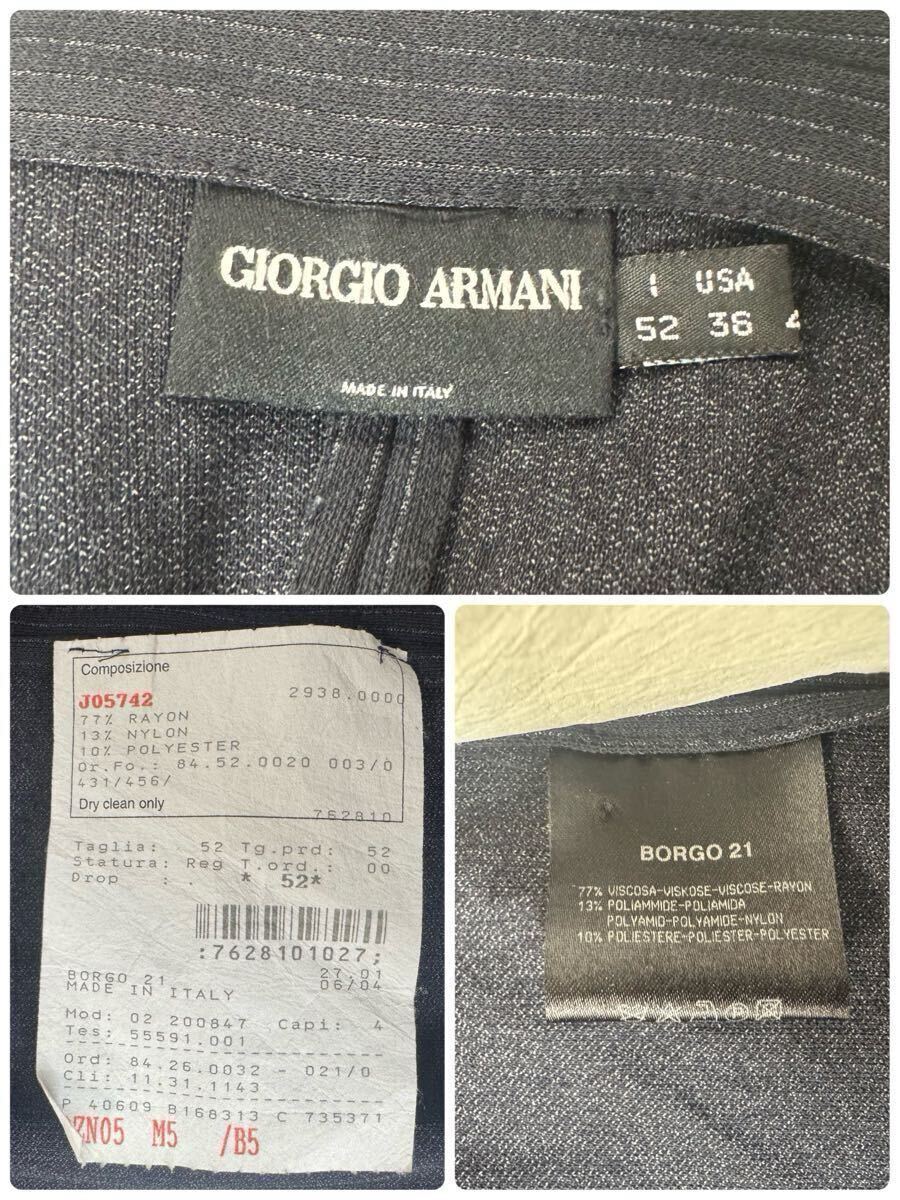 GIORGIO ARMANI
MADE IN ITALY
I USA
52 36 4
Composizione
J05742 2938.0000
77% RAYON
13% NYLON
10% POLYESTER
Or.Fo.: 84.52.0020 003/0
431/456/
Dry clean only
762810
Taglia: 52 Tg.prd: 52
Statura: Reg T.ord.: 00
Drop : . * 52*
:7628101027;
BORGO 21 27.01
MADE IN ITALY 06/04
Mod: 02 200847 Capi: 4
Tes: 55591.001
Ord: 84.26.0032 - 021/0
Cli: 11.31.1143
P 40609 B168313 C 735371
ZN05 M5 /B5
BORGO 21
77% VISCOSA-VISKOSE-VISCOSE-RAYON
13% POLIAMMIDE-POLIAMIDA
POLYAMID-POLYAMIDE-NYLON
10% POLIESTERE-POLIESTER-POLYESTER